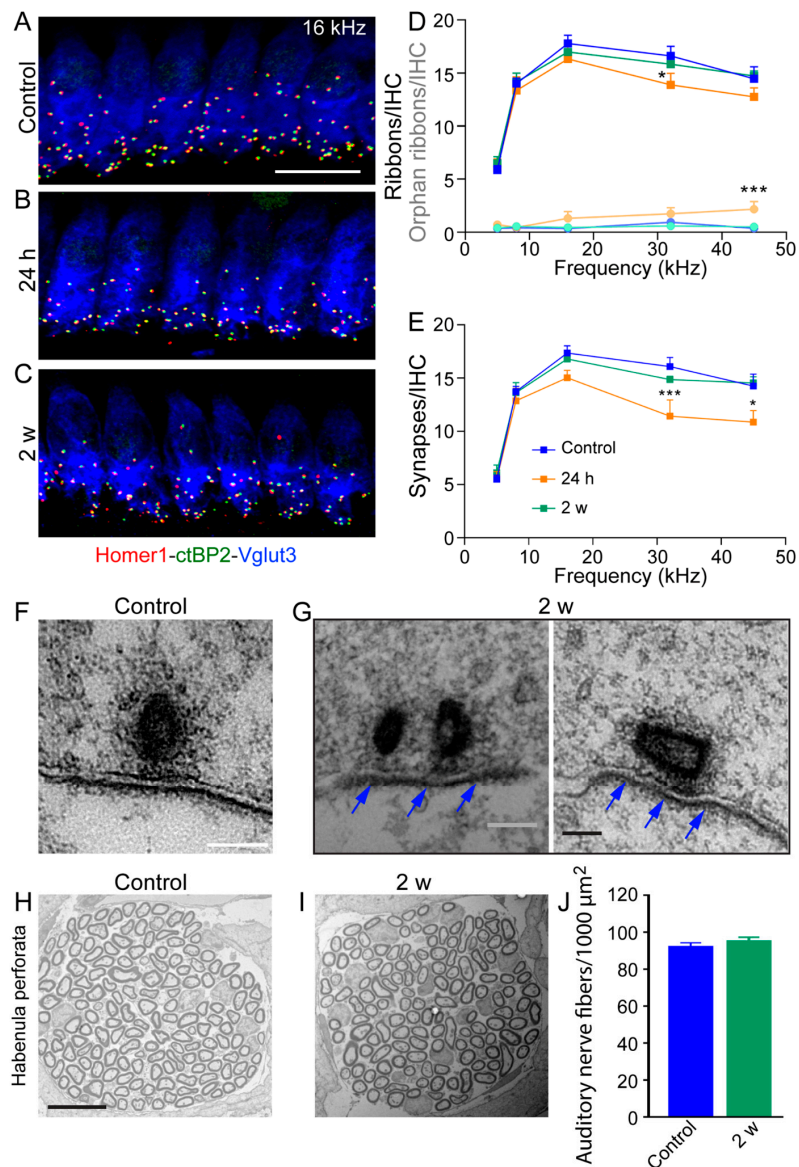 A
16 kHz
Control
B
24 h
C
2 w
Homer1-ctBP2-Vglut3
D
Ribbons/IHC
Orphan ribbons/IHC
20
15
10
5
0
*
***
0 10 20 30 40 50
Frequency (kHz)
E
Synapses/IHC
20
15
10
5
0
***
*
Control
24 h
2 w
0 10 20 30 40 50
Frequency (kHz)
F
Control
G
2 w
H
Control
Habenula perforata
I
2 w
J
Auditory nerve fibers/1000 µm²
120
100
80
60
40
20
0
Control
2 w